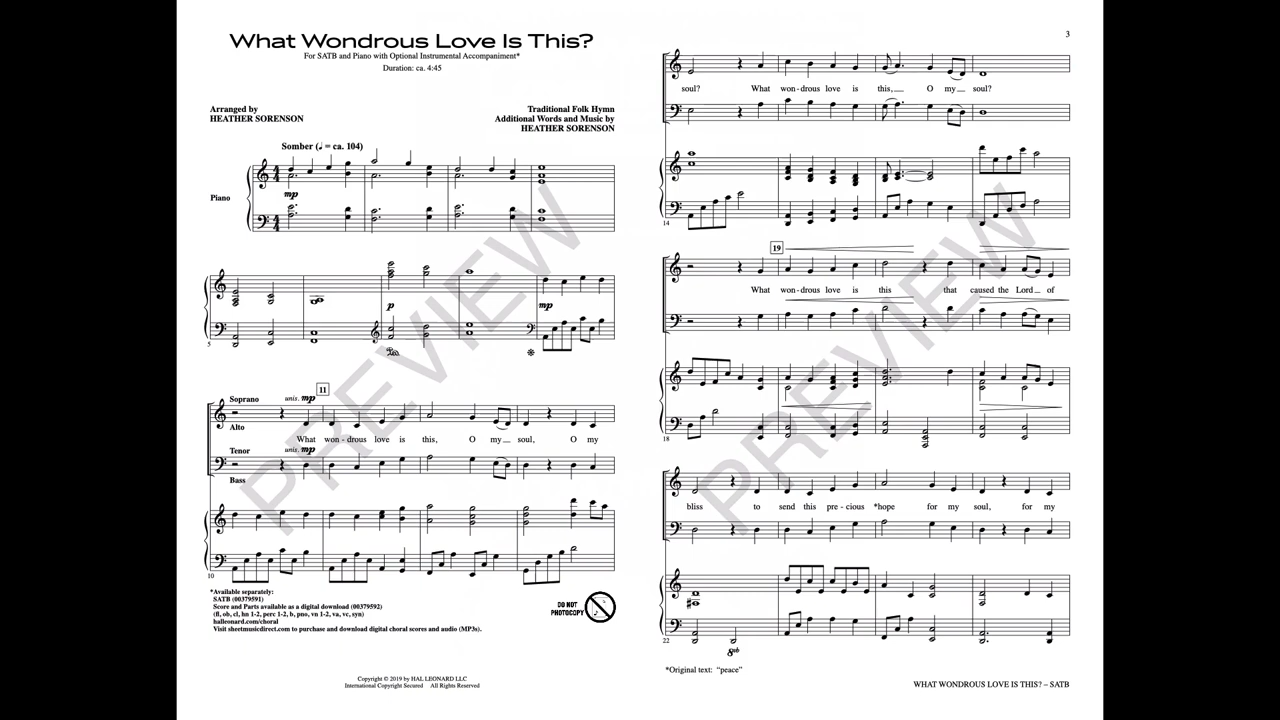 What Wondrous Love Is This?
For SATB and Piano with Optional Instrumental Accompaniment*
Duration: ca. 4:45
Arranged by
HEATHER SORENSON
Traditional Folk Hymn
Additional Words and Music by
HEATHER SORENSON
Somber (♩ = ca. 104)
Piano
mp
p
mp
5
11
Soprano
unis. mp
Alto
What won - drous love is this, O my soul, O my
Tenor
unis. mp
Bass
10
*Available separately:
SATB (00379591)
Score and Parts available as a digital download (00379592)
(fl, ob, cl, hn 1-2, perc 1-2, b, pno, vn 1-2, va, vc, syn)
halleonard.com/choral
Visit sheetmusicdirect.com to purchase and download digital choral scores and audio (MP3s).
DO NOT
PHOTOCOPY
Copyright © 2019 by HAL LEONARD LLC
International Copyright Secured All Rights Reserved
PREVIEW
3
soul? What won - drous love is this, O my soul?
14
19
What won - drous love is this that caused the Lord of
18
bliss to send this pre - cious *hope for my soul, for my
22
8vb
*Original text: "peace"
WHAT WONDROUS LOVE IS THIS? – SATB
PREVIEW